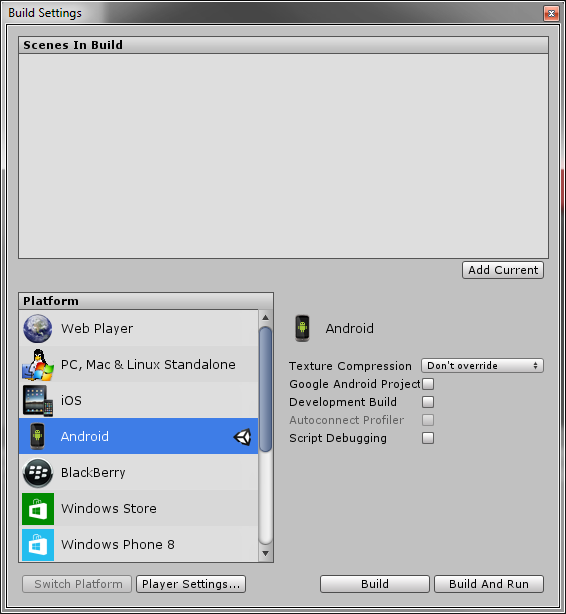 Build Settings
Scenes In Build
Add Current
Platform
Web Player
PC, Mac & Linux Standalone
iOS
Android
BlackBerry
Windows Store
Windows Phone 8
Android
Texture Compression Don't override
Google Android Project
Development Build
Autoconnect Profiler
Script Debugging
Switch Platform Player Settings... Build Build And Run